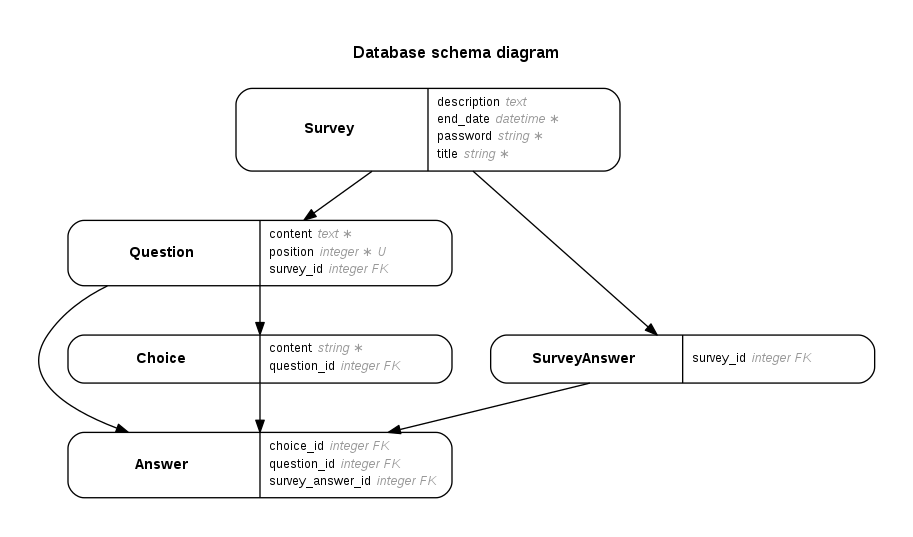 Database schema diagram
Survey
description text
end_date datetime ∗
password string ∗
title string ∗
Question
content text ∗
position integer ∗ U
survey_id integer FK
Choice
content string ∗
question_id integer FK
SurveyAnswer
survey_id integer FK
Answer
choice_id integer FK
question_id integer FK
survey_answer_id integer FK